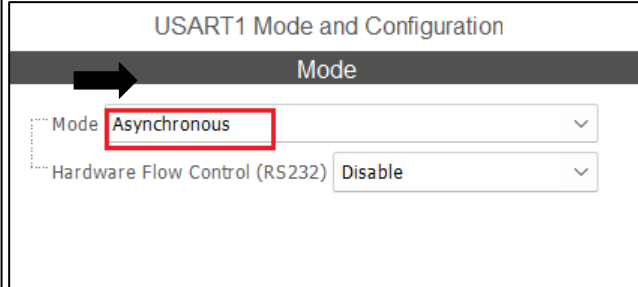 USART1 Mode and Configuration
Mode
Mode Asynchronous
Hardware Flow Control (RS232) Disable